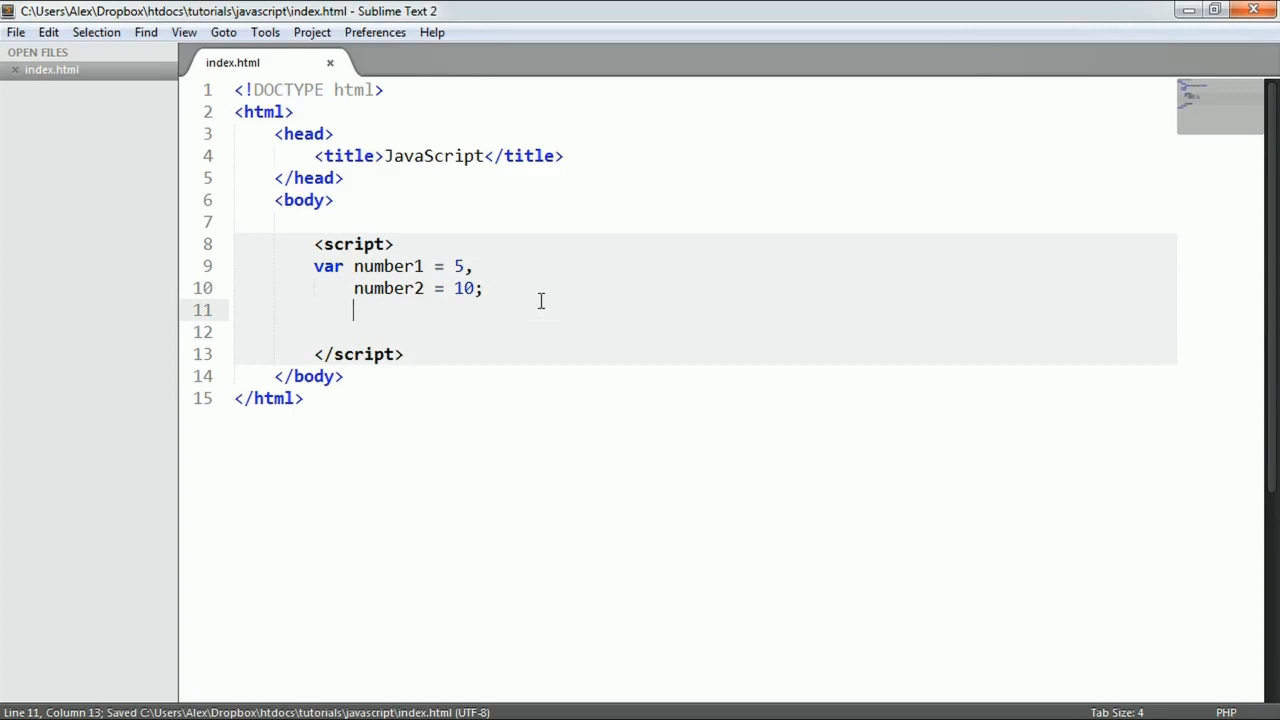 C:\Users\Alex\Dropbox\htdocs\tutorials\javascript\index.html - Sublime Text 2
File Edit Selection Find View Goto Tools Project Preferences Help
OPEN FILES
index.html
index.html
1 <!DOCTYPE html>
2 <html>
3 <head>
4 <title>JavaScript</title>
5 </head>
6 <body>
7
8 <script>
9 var number1 = 5,
10 number2 = 10;
11
12
13 </script>
14 </body>
15 </html>
Line 11, Column 13; Saved C:\Users\Alex\Dropbox\htdocs\tutorials\javascript\index.html (UTF-8) Tab Size: 4 PHP